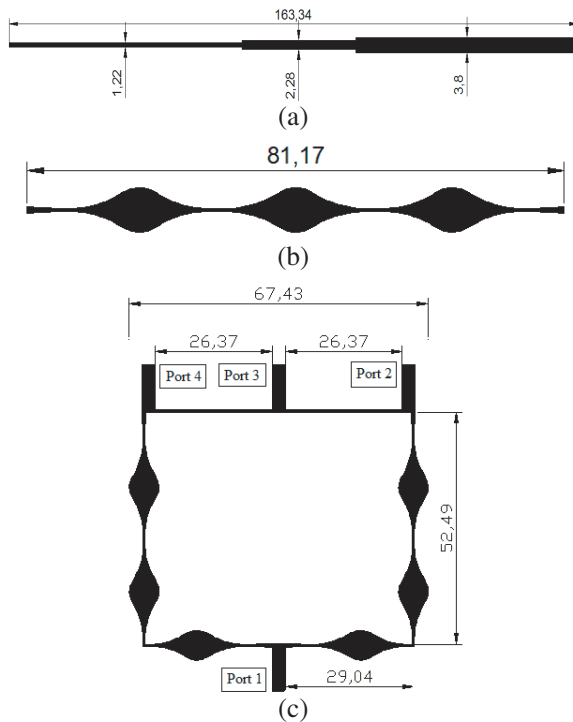 163,34
1,22
2,28
3,8
(a)
81,17
(b)
67,43
26,37
26,37
Port 4
Port 3
Port 2
52,49
Port 1
29,04
(c)